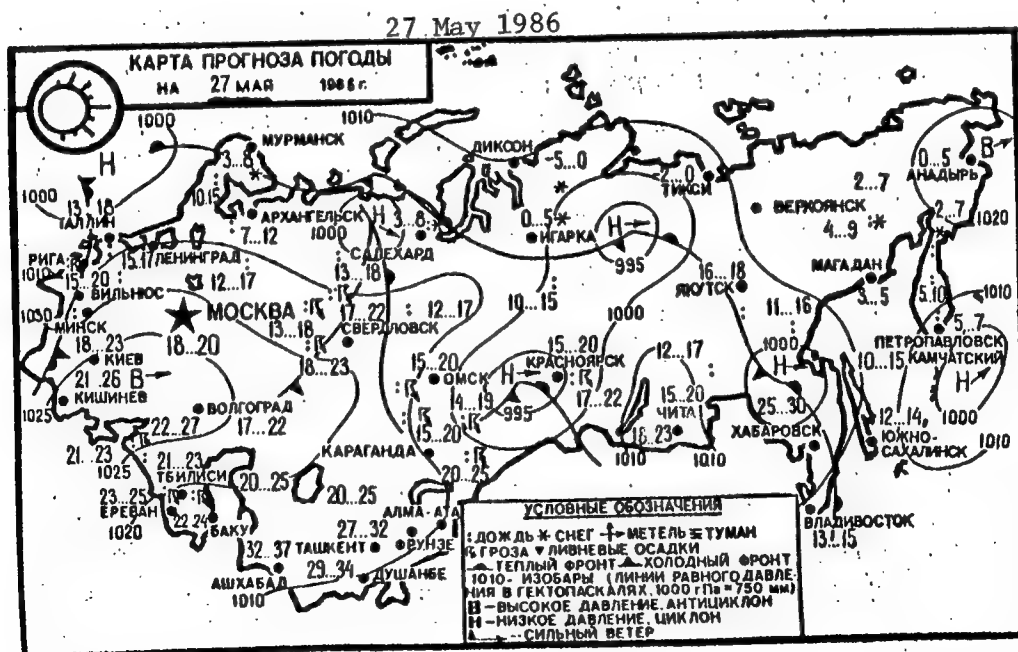 27 May 1986
КАРТА ПРОГНОЗА ПОГОДЫ
НА 27 МАЯ 1986 г.
1000
1010
Н
МУРМАНСК
3...8
ДИКСОН
-5...0
2...0
ТИКСИ
В
0...5
АНАДЫРЬ
1000
13...18
ТАЛЛИН
10.15
АРХАНГЕЛЬСК
7...12
1000
Н
3...8
САЛЕХАРД
0...5
ИГАРКА
Н
995
ВЕРКОЯНСК
2...7
4...9
2...7
1020
РИГА
1010
15...20
15.17
ЛЕНИНГРАД
12...17
13...18
МАГАДАН
3...5
16...18
ЯКУТСК
ВИЛЬНЮС
МОСКВА
17...22
12...17
10...15
1000
11...16
5.10
1010
1030
МИНСК
18...20
13...18
СВЕРДЛОВСК
5...7
ПЕТРОПАВЛОВСК
КАМЧАТСКИЙ
18...23
КИЕВ
18...23
15...20
ОМСК
Н
995
15...20
КРАСНОЯРСК
17...22
12...17
1000
Н
10...15
Н
1000
21.26
В
КИШИНЕВ
1025
ВОЛГОГРАД
17...22
14...19
15...20
ЧИТА
18...23
25...30
ХАБАРОВСК
12...14
ЮЖНО-
САХАЛИНСК
1010
22...27
15...20
КАРАГАНДА
1010
1010
21...23
1025
21...23
ТБИЛИСИ
20...25
20...25
20...25
23...25
ЕРЕВАН
1020
22.24
18
БАКУ
АЛМА-АТА
27...32
ТАШКЕНТ
РУНЗЕ
32...37
АШХАБАД
29...34
ДУШАНБЕ
1010
ВЛАДИВОСТОК
13...15
УСЛОВНЫЕ ОБОЗНАЧЕНИЯ
ДОЖДЬ СНЕГ МЕТЕЛЬ ТУМАН
ГРОЗА ЛИВНЕВЫЕ ОСАДКИ
ТЕПЛЫЙ ФРОНТ ХОЛОДНЫЙ ФРОНТ
1010- ИЗОБАРЫ (ЛИНИИ РАВНОГО ДАВЛЕ-
НИЯ В ГЕКТОПАСКАЛЯХ, 1000 гПа=750 мм)
В -ВЫСОКОЕ ДАВЛЕНИЕ, АНТИЦИКЛОН
Н -НИЗКОЕ ДАВЛЕНИЕ, ЦИКЛОН
СИЛЬНЫЙ ВЕТЕР